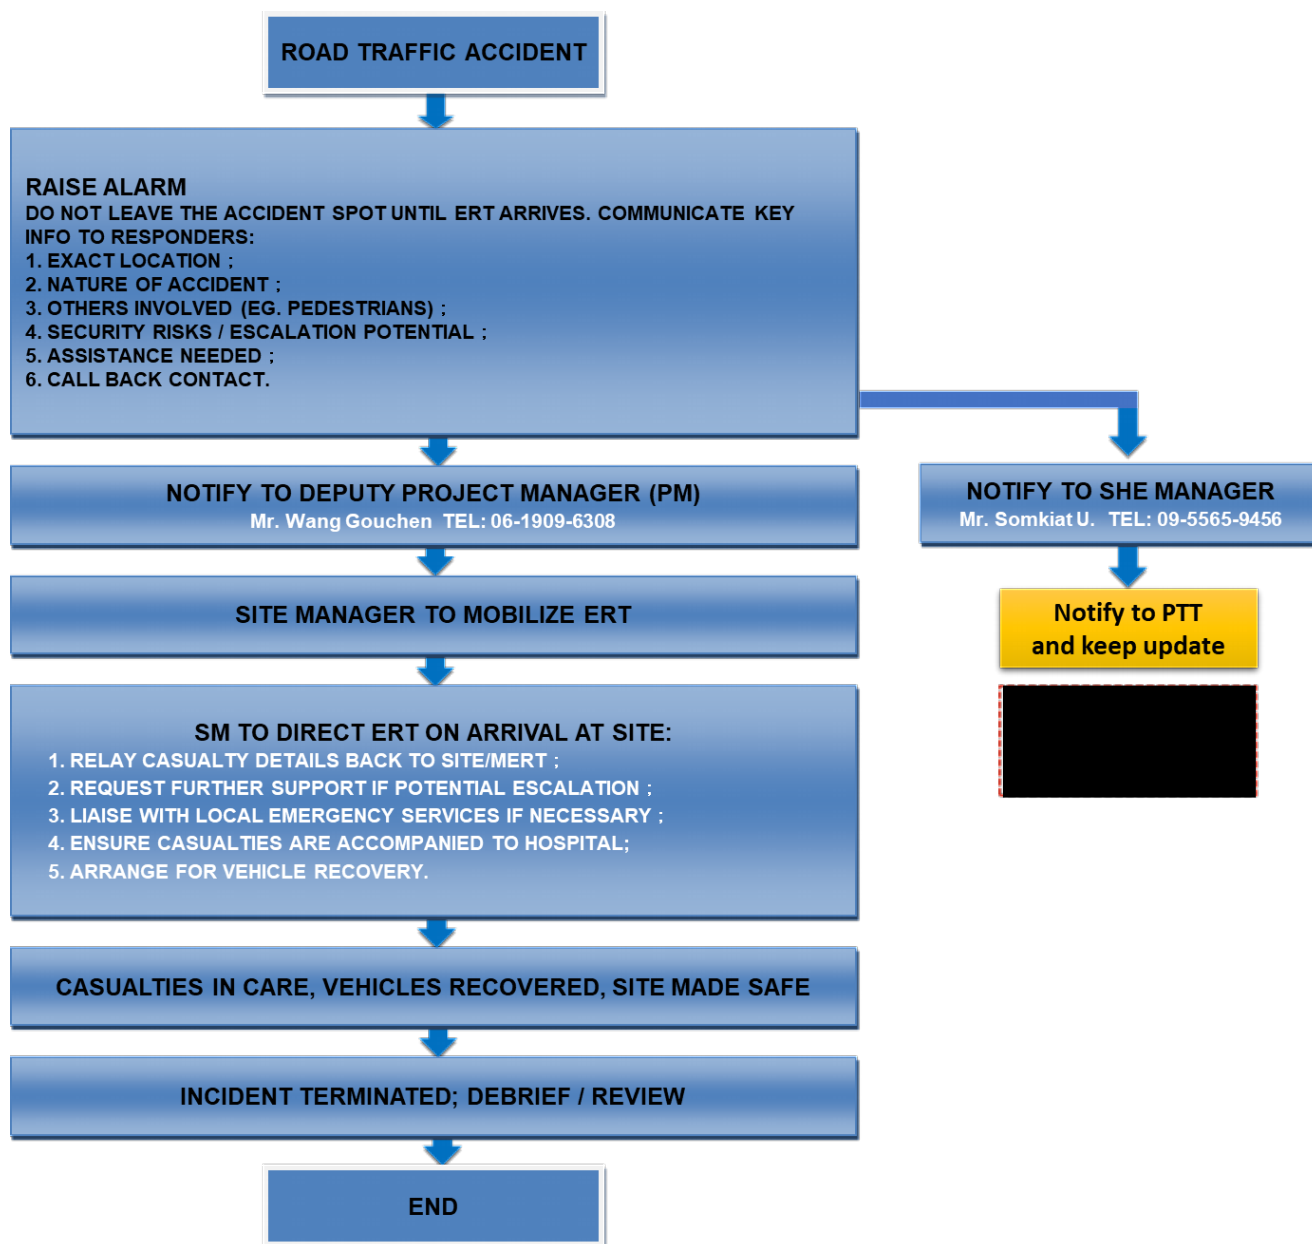 ROAD TRAFFIC ACCIDENT
RAISE ALARM
DO NOT LEAVE THE ACCIDENT SPOT UNTIL ERT ARRIVES. COMMUNICATE KEY
INFO TO RESPONDERS:
1. EXACT LOCATION ;
2. NATURE OF ACCIDENT ;
3. OTHERS INVOLVED (EG. PEDESTRIANS) ;
4. SECURITY RISKS / ESCALATION POTENTIAL ;
5. ASSISTANCE NEEDED ;
6. CALL BACK CONTACT.
NOTIFY TO DEPUTY PROJECT MANAGER (PM)
Mr. Wang Gouchen TEL: 06-1909-6308
NOTIFY TO SHE MANAGER
Mr. Somkiat U. TEL: 09-5565-9456
Notify to PTT
and keep update
SITE MANAGER TO MOBILIZE ERT
SM TO DIRECT ERT ON ARRIVAL AT SITE:
1. RELAY CASUALTY DETAILS BACK TO SITE/MERT ;
2. REQUEST FURTHER SUPPORT IF POTENTIAL ESCALATION ;
3. LIAISE WITH LOCAL EMERGENCY SERVICES IF NECESSARY ;
4. ENSURE CASUALTIES ARE ACCOMPANIED TO HOSPITAL;
5. ARRANGE FOR VEHICLE RECOVERY.
CASUALTIES IN CARE, VEHICLES RECOVERED, SITE MADE SAFE
INCIDENT TERMINATED; DEBRIEF / REVIEW
END